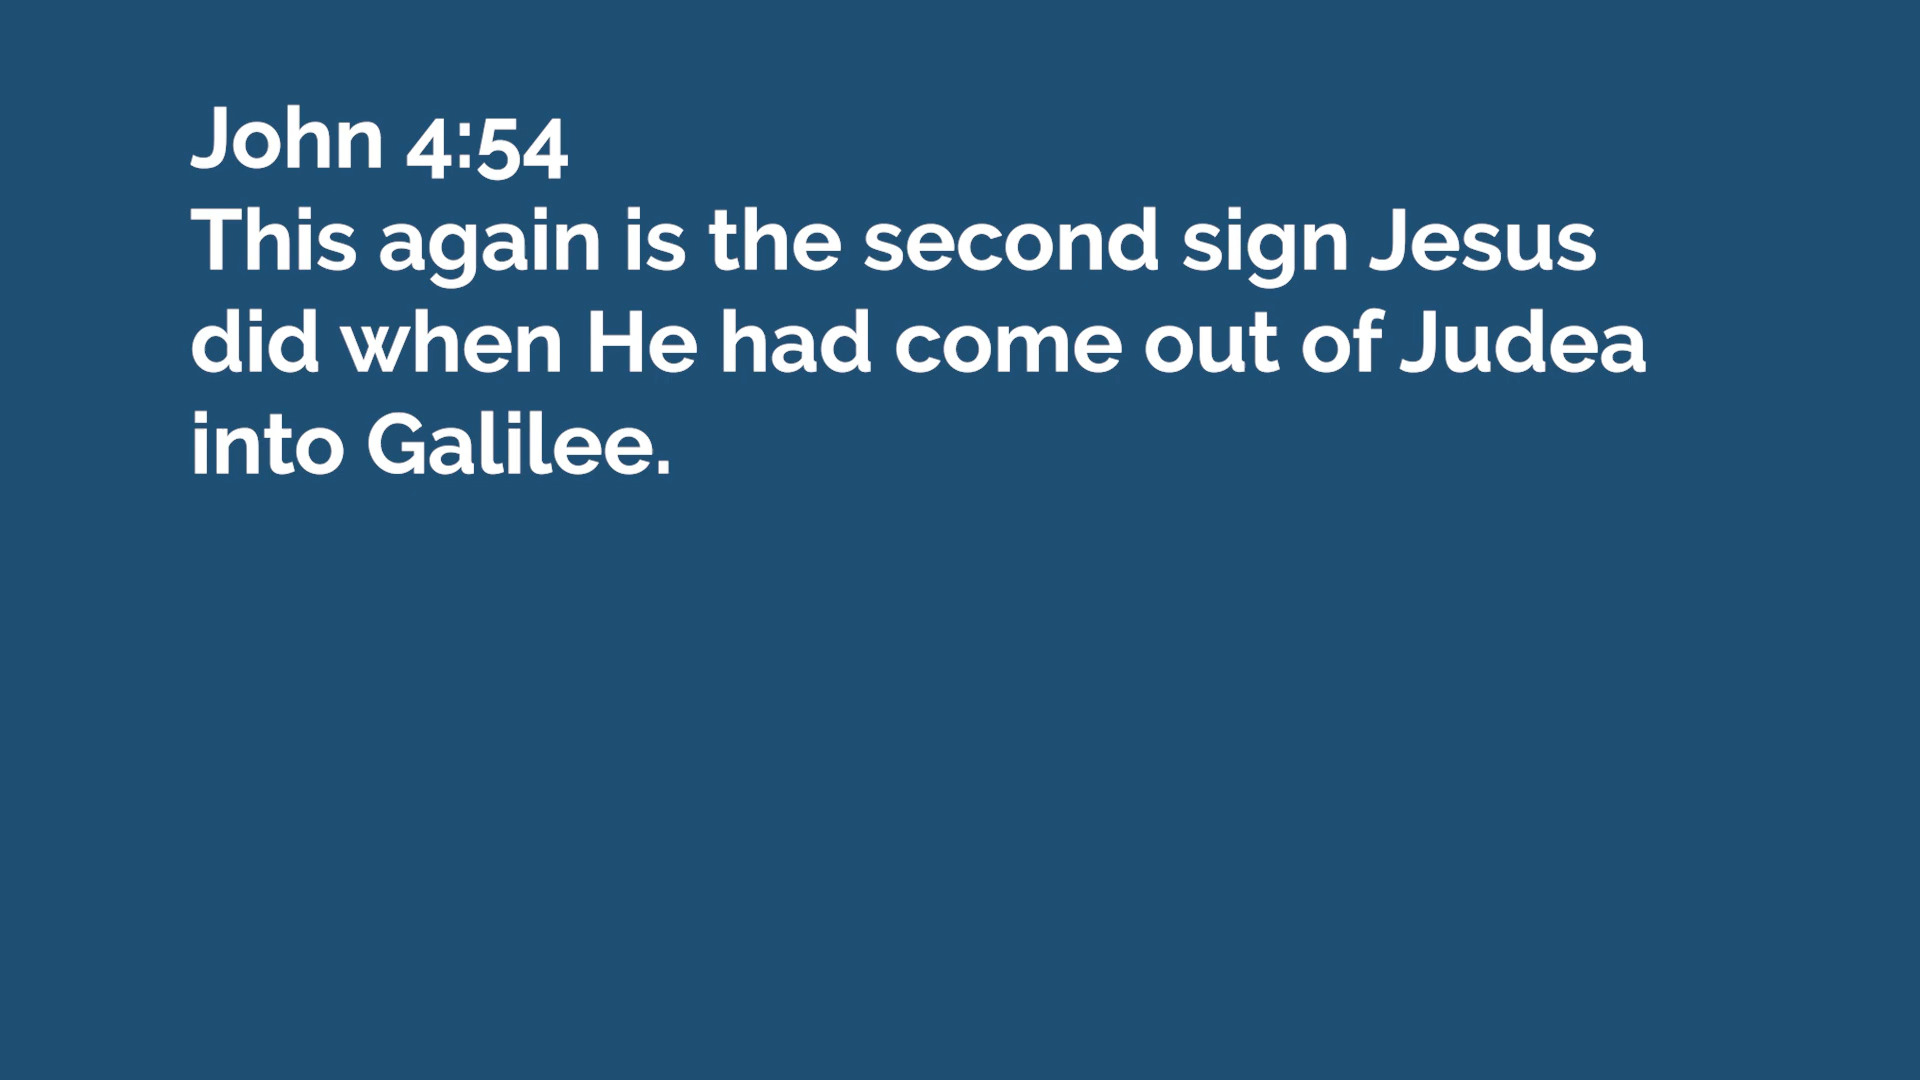 John 4:54
This again is the second sign Jesus
did when He had come out of Judea
into Galilee.